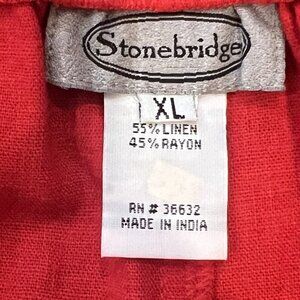 Stonebridge
XL
55% LINEN
45% RAYON
RN # 36632
MADE IN INDIA